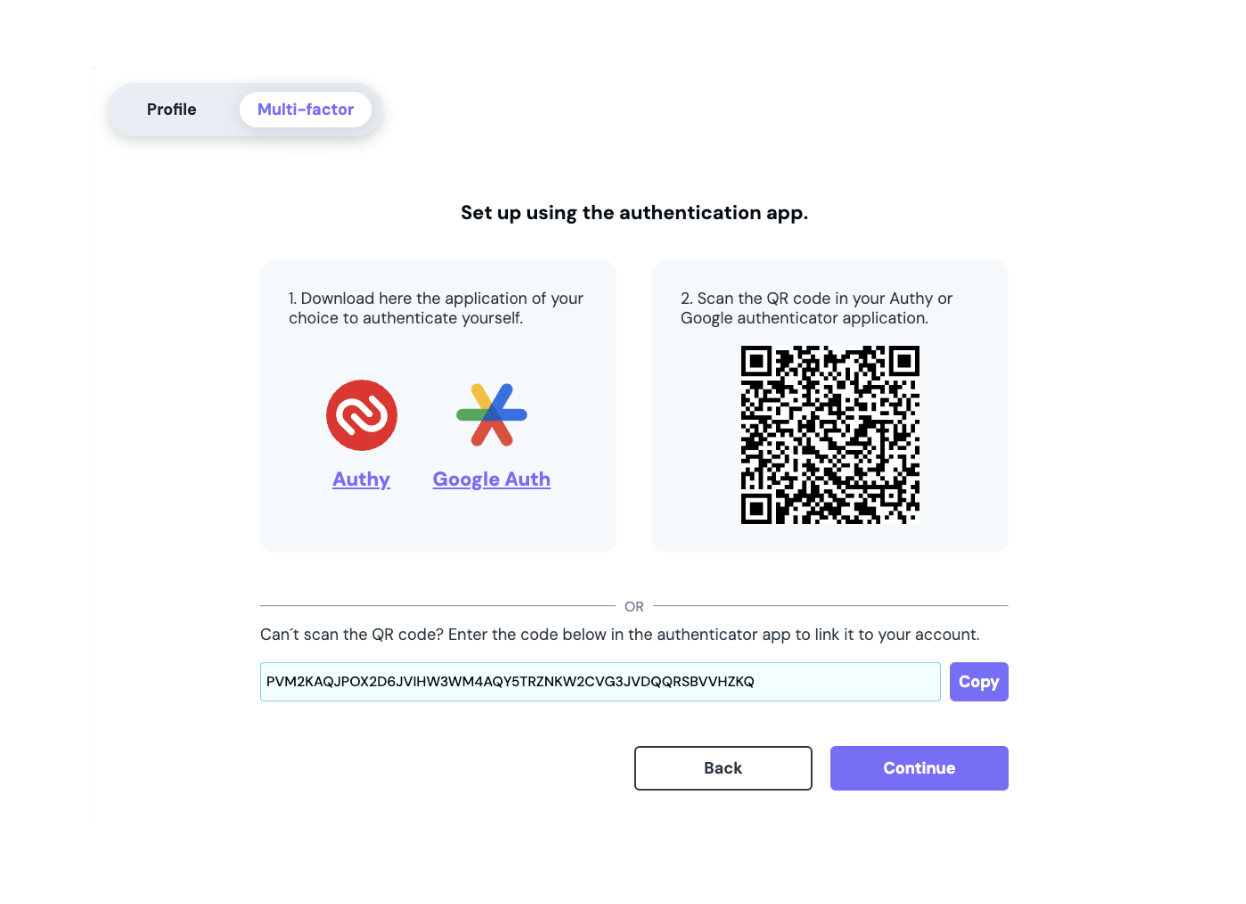 Profile
Multi-factor
Set up using the authentication app.
1. Download here the application of your
choice to authenticate yourself.
Authy
Google Auth
2. Scan the QR code in your Authy or
Google authenticator application.
OR
Can´t scan the QR code? Enter the code below in the authenticator app to link it to your account.
PVM2KAQJPOX2D6JVIHW3WM4AQY5TRZNKW2CVG3JVDQQRSBVVHZKQ
Copy
Back
Continue